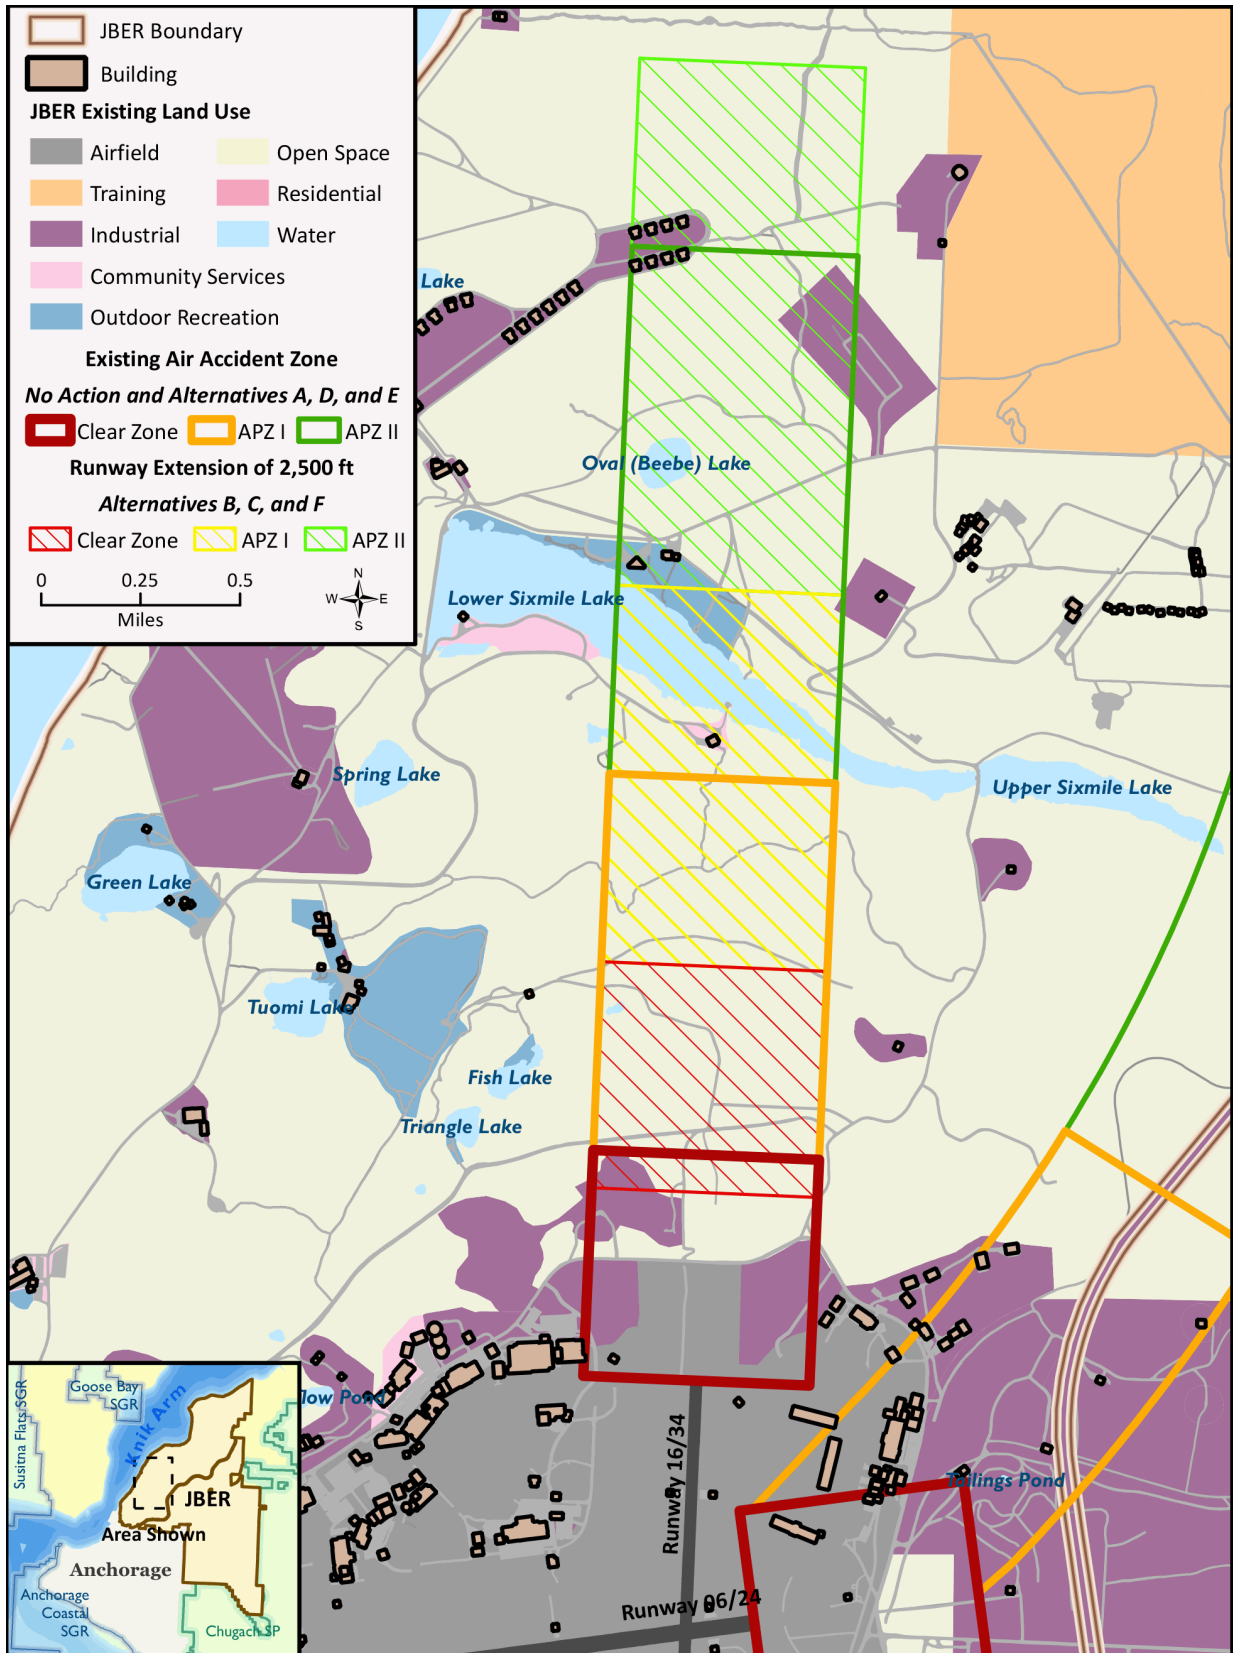 JBER Boundary
Building
JBER Existing Land Use
Airfield
Open Space
Training
Residential
Industrial
Water
Community Services
Outdoor Recreation
Existing Air Accident Zone
No Action and Alternatives A, D, and E
Clear Zone
APZ I
APZ II
Runway Extension of 2,500 ft
Alternatives B, C, and F
Clear Zone
APZ I
APZ II
0 0.25 0.5
Miles
N
W E
S
Lake
Oval (Beebe) Lake
Lower Sixmile Lake
Spring Lake
Upper Sixmile Lake
Green Lake
Tuomi Lake
Fish Lake
Triangle Lake
low Pond
Tailings Pond
Runway 16/34
Runway 06/24
Susitna Flats SGR
Goose Bay
SGR
Knik Arm
JBER
Area Shown
Anchorage
Anchorage
Coastal
SGR
Chugach SP